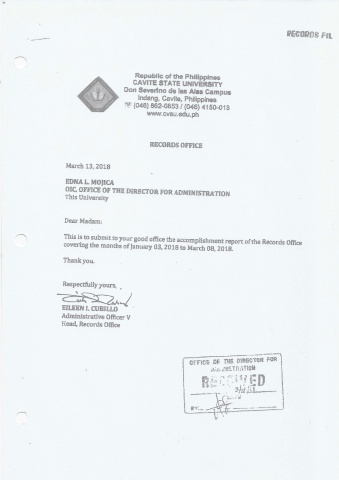 RECORDS FIL
Republic of the Philippines
CAVITE STATE UNIVERSITY
Don Severino de las Alas Campus
Indang, Cavite, Philippines
☎ (046) 862-0853 / (046) 4150-013
www.cvsu.edu.ph
RECORDS OFFICE
March 13, 2018
EDNA L. MOJICA
OIC, OFFICE OF THE DIRECTOR FOR ADMINISTRATION
This University
Dear Madam:
This is to submit to your good office the accomplishment report of the Records Office
covering the months of January 03, 2018 to March 08, 2018.
Thank you.
Respectfully yours,
EILEEN I. CUBILLO
Administrative Officer V
Head, Records Office
OFFICE OF THE DIRECTOR FOR
ADMINISTRATION
RECEIVED
BY: